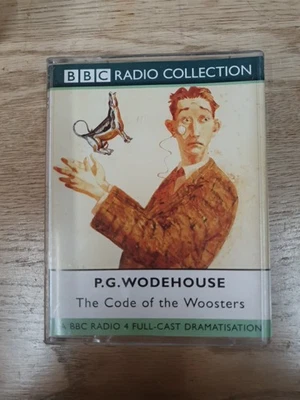 BBC RADIO COLLECTION
P.G.WODEHOUSE
The Code of the Woosters
A BBC RADIO 4 FULL-CAST DRAMATISATION